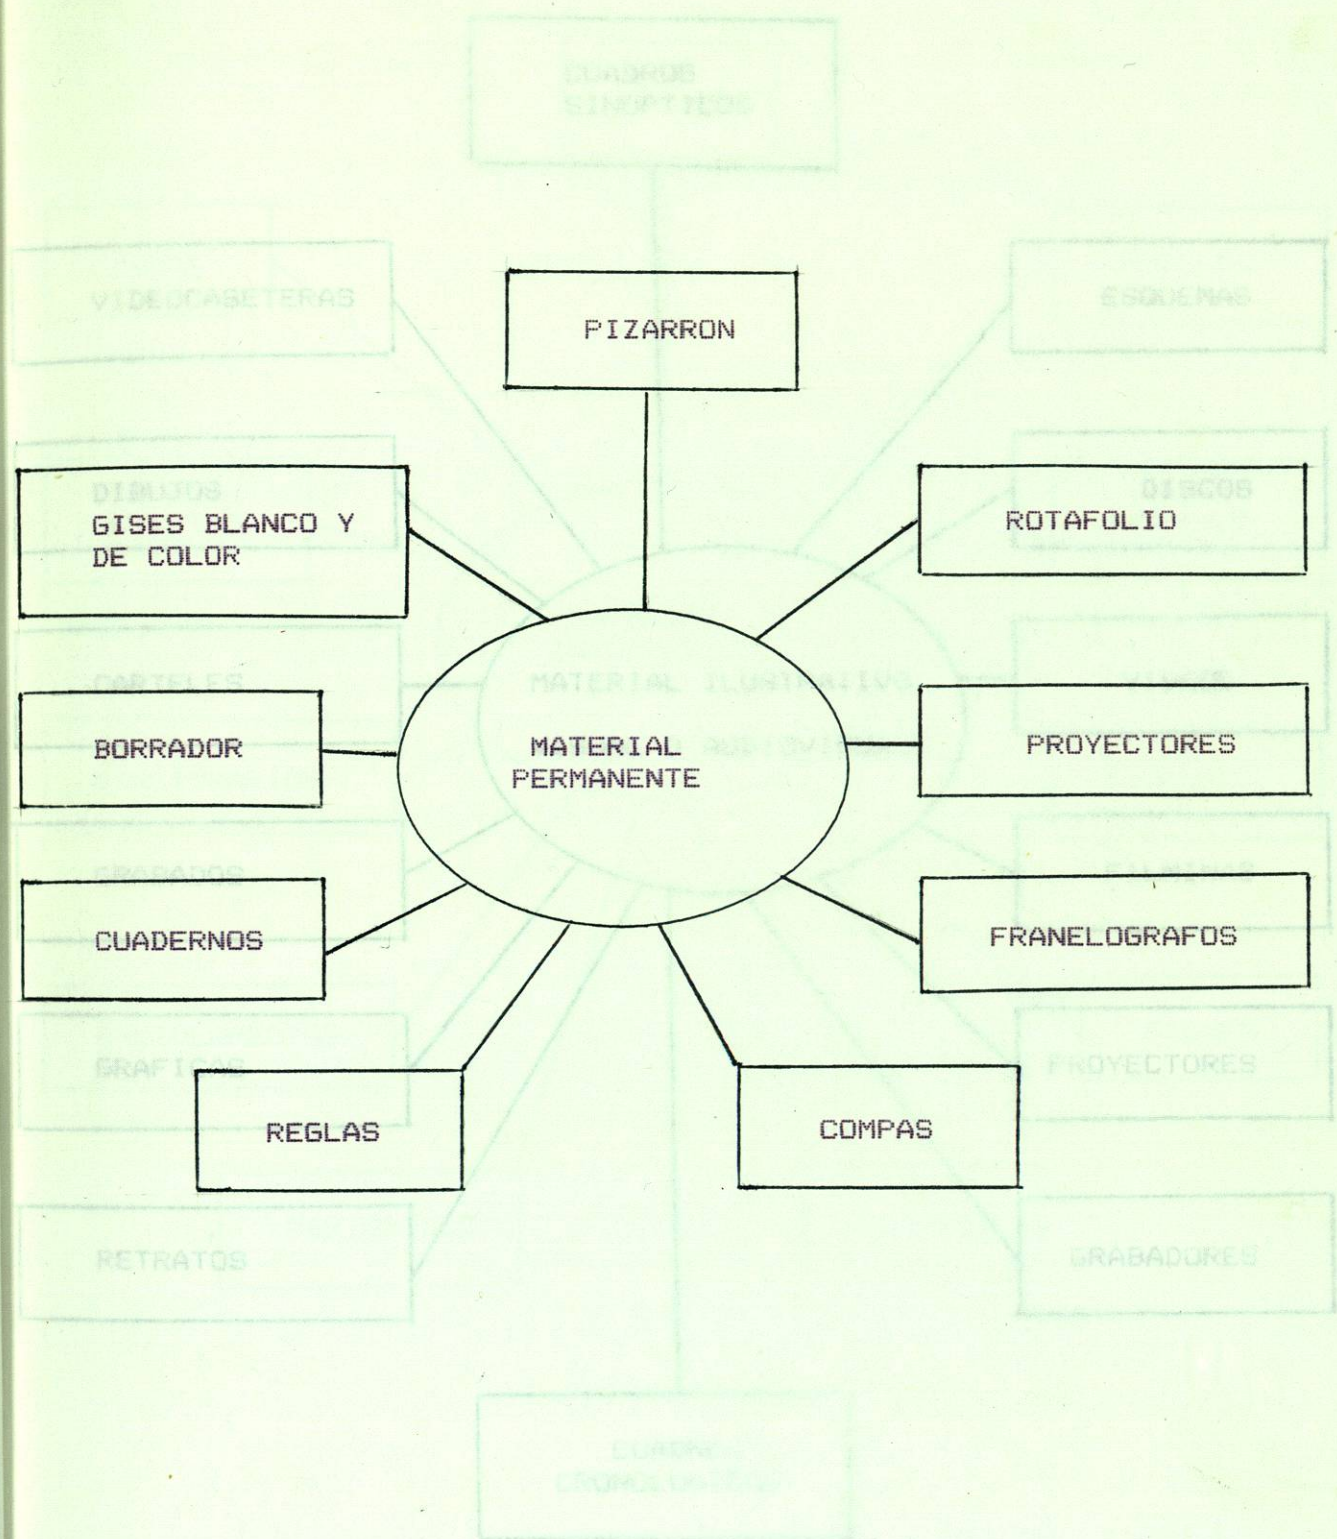 CUADROS
SINOPTICOS
VIDEOCASETERAS
ESQUEMAS
PIZARRON
DIBUJOS
DISCOS
GISES BLANCO Y
DE COLOR
ROTAFOLIO
CARTELES
MATERIAL ILUSTRATIVO
BORRADOR
MATERIAL
PERMANENTE
PROYECTORES
GRABADOS
FILMINAS
CUADERNOS
FRANELOGRAFOS
GRAFICAS
PROYECTORES
REGLAS
COMPAS
RETRATOS
GRABADORES